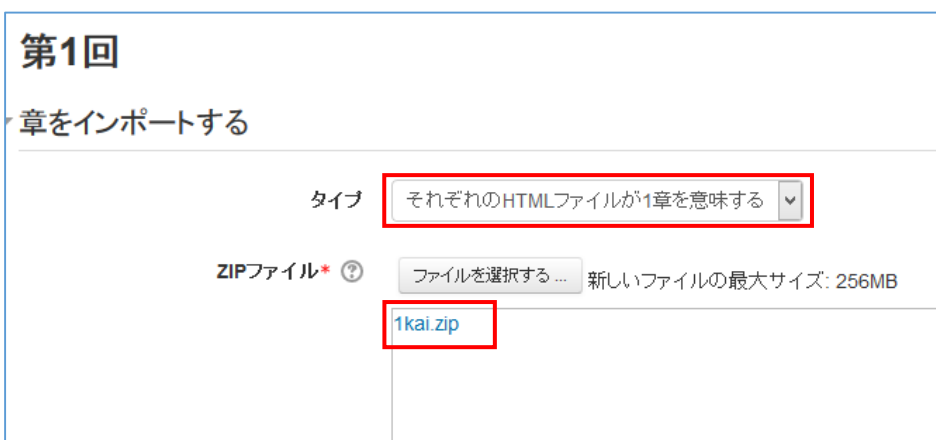 第1回
章をインポートする
タイプ それぞれのHTMLファイルが1章を意味する
ZIPファイル* ファイルを選択する ... 新しいファイルの最大サイズ: 256MB
1kai.zip